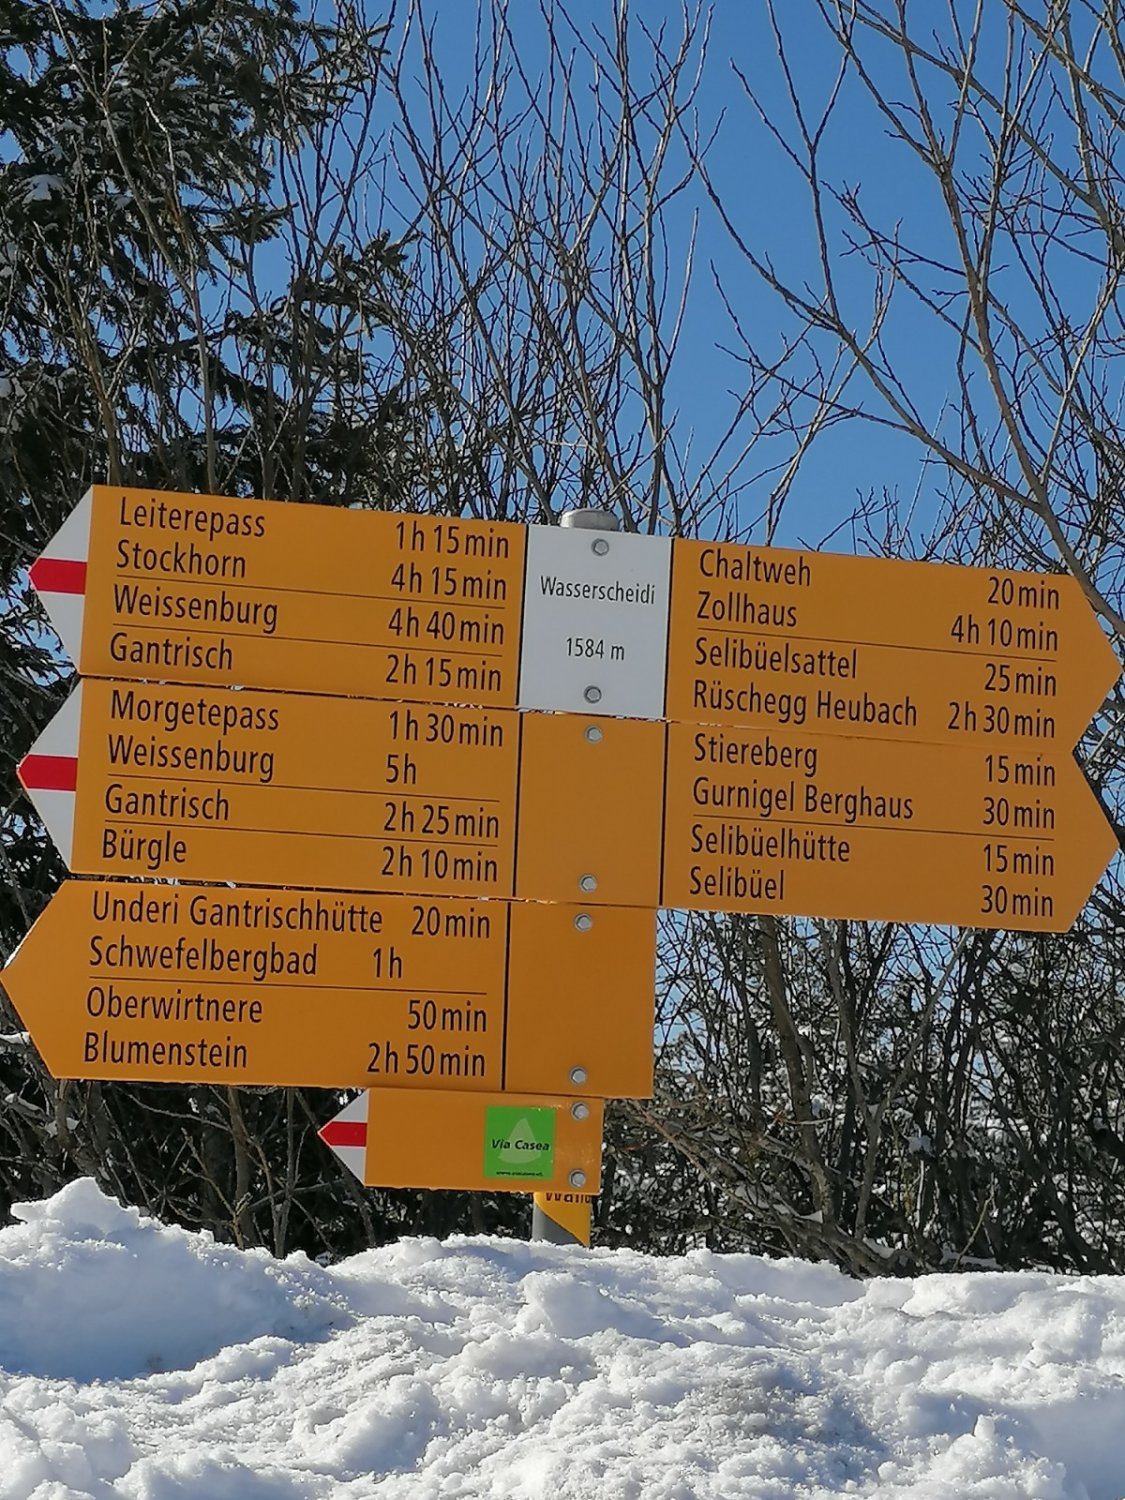 Leiterepass 1h 15min
Stockhorn 4h 15min
Weissenburg 4h 40min
Gantrisch 2h 15min
Morgetepass 1h 30min
Weissenburg 5h
Gantrisch 2h 25min
Bürgle 2h 10min
Underi Gantrischhütte 20min
Schwefelbergbad 1h
Oberwirtnere 50min
Blumenstein 2h 50min
Via Casea
Wasserscheidi
1584 m
Chaltweh 20min
Zollhaus 4h 10min
Selibüelsattel 25min
Rüschegg Heubach 2h 30min
Stiereberg 15min
Gurnigel Berghaus 30min
Selibüelhütte 15min
Selibüel 30min